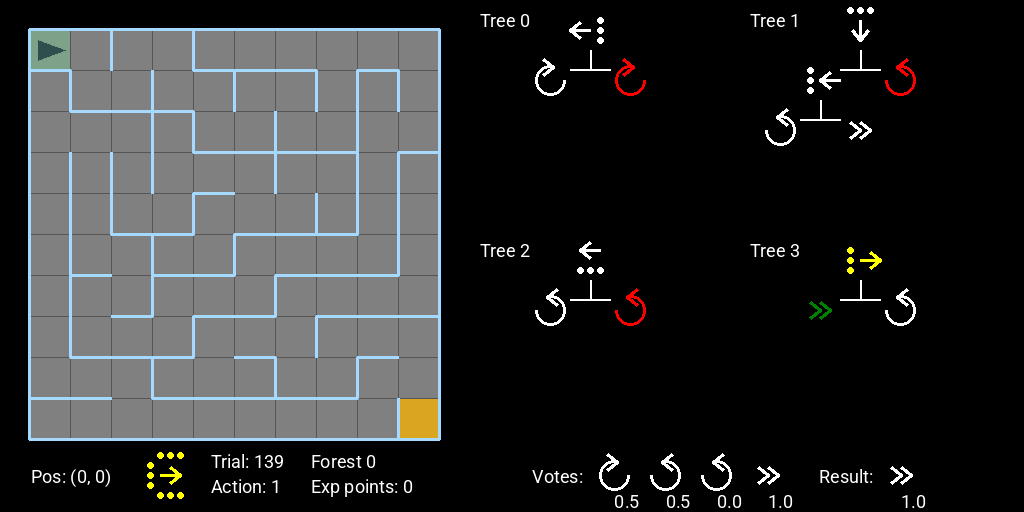 Tree 0
Tree 1
Tree 2
Tree 3
Pos: (0, 0)
Trial: 139
Forest 0
Action: 1
Exp points: 0
Votes:
0.5
0.5
0.0
1.0
Result:
1.0